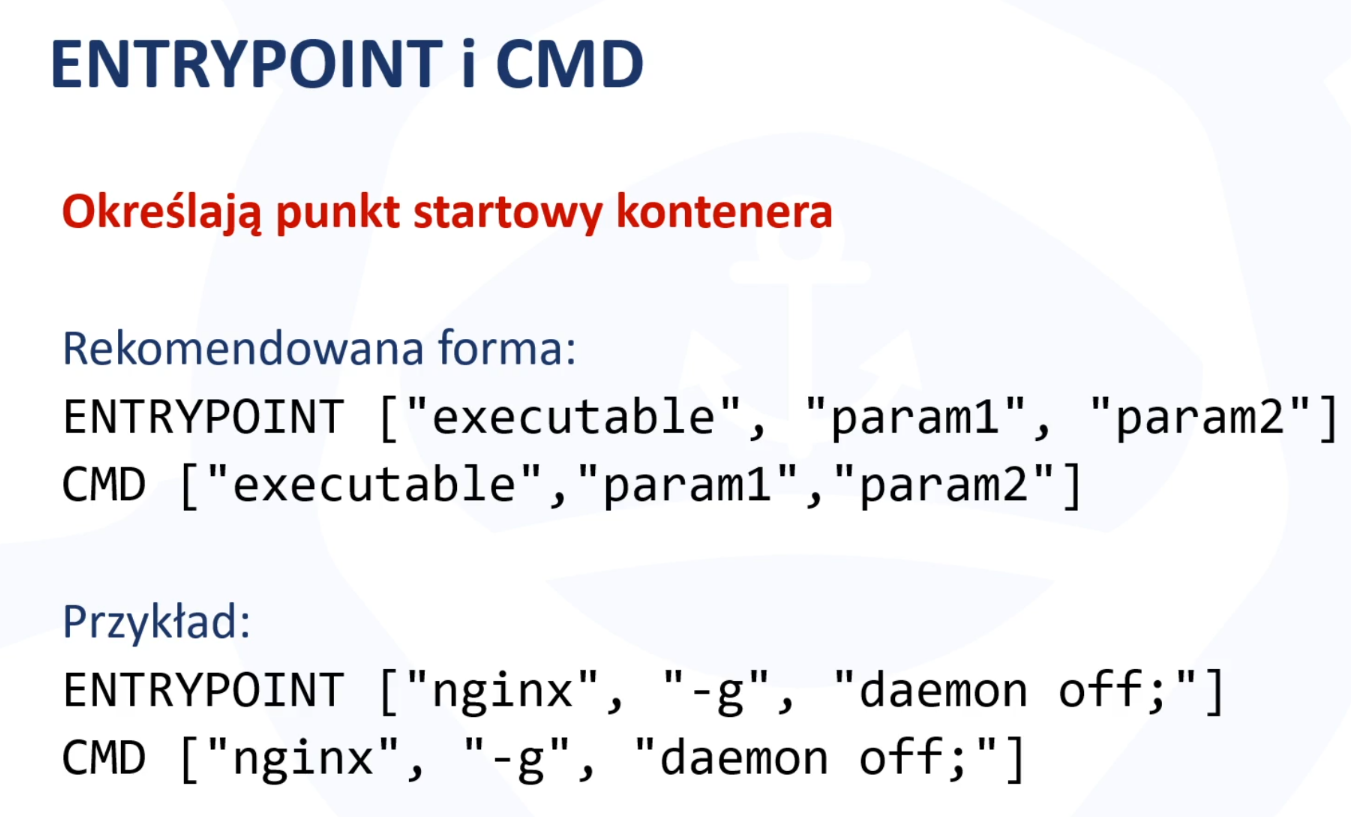 ENTRYPOINT i CMD
Określają punkt startowy kontenera
Rekomendowana forma:
ENTRYPOINT ["executable", "param1", "param2"]
CMD ["executable","param1","param2"]
Przykład:
ENTRYPOINT ["nginx", "-g", "daemon off;"]
CMD ["nginx", "-g", "daemon off;"]